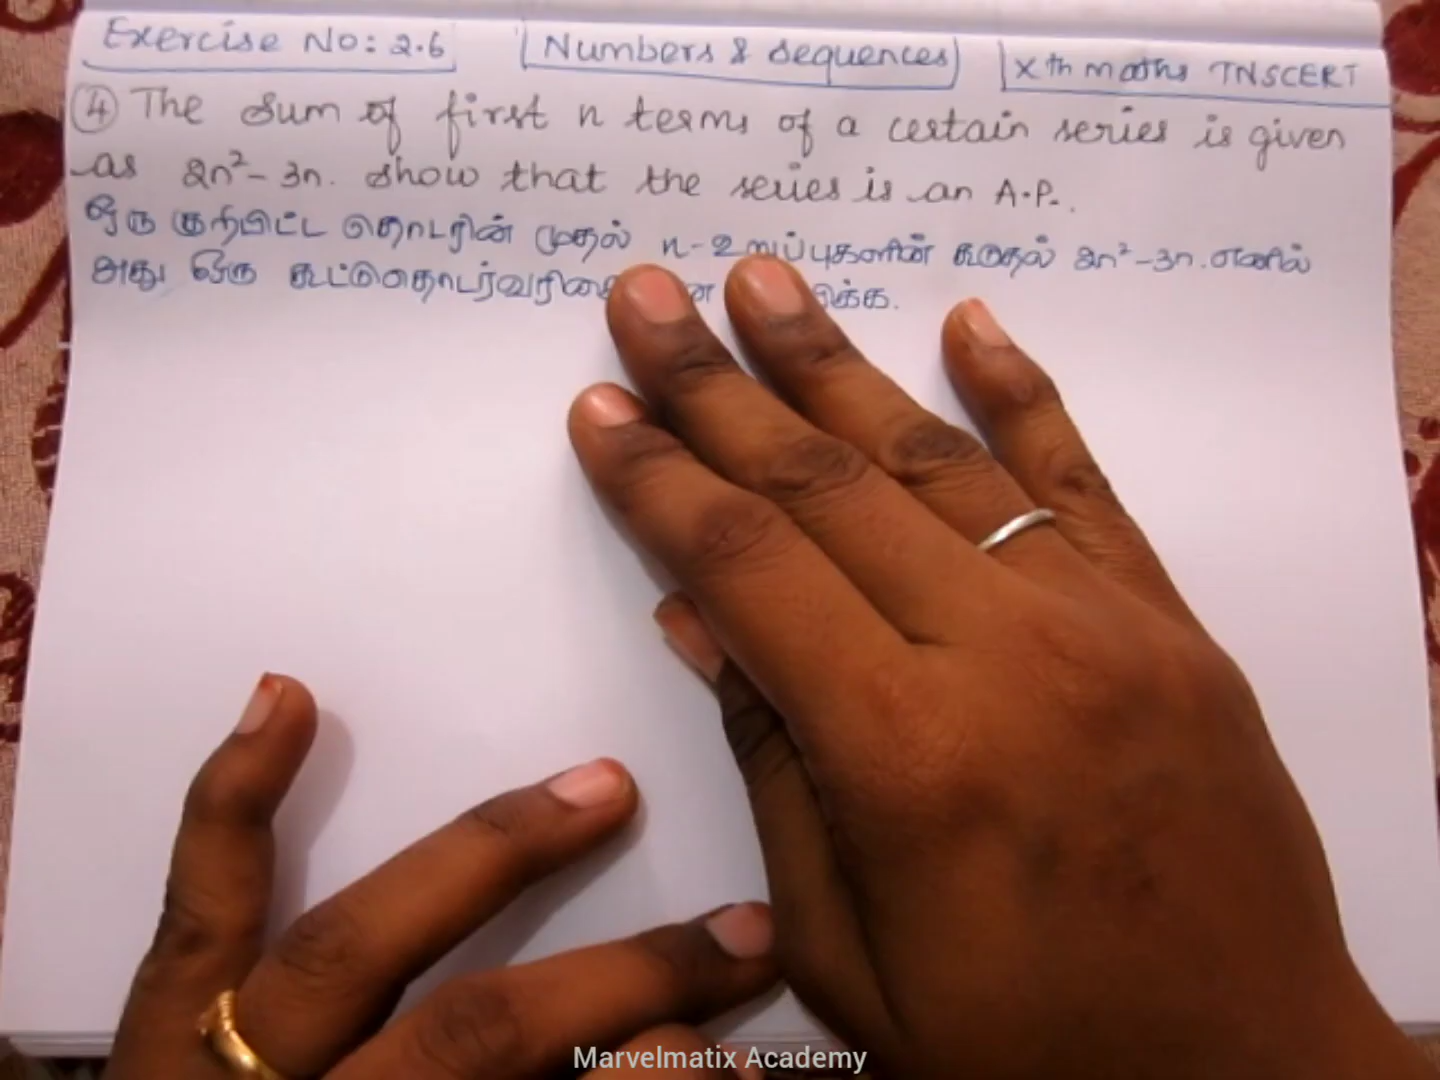 Exercise No: 2.6
Numbers & Sequences
Xth maths TNSCERT
④ The Sum of first n terms of a certain series is given
as 2n²-3n. Show that the series is an A.P.
ஒரு குறிப்பிட்ட தொடரின் முதல் n-உறுப்புகளின் கூடுதல் 2n²-3n. எனில்
அது ஒரு கூட்டுதொடர்வரிசை
Marvelmatix Academy